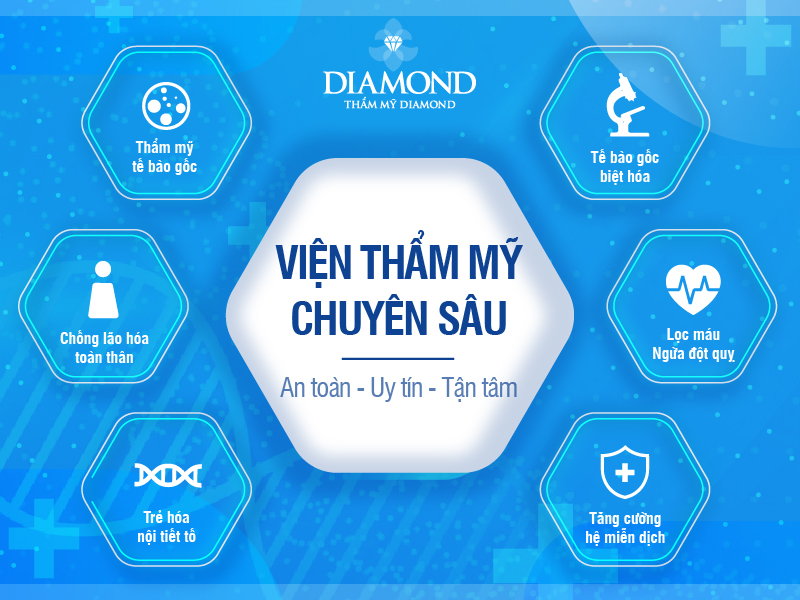 DIAMOND
THẨM MỸ DIAMOND
Thẩm mỹ
tế bào gốc
Tế bào gốc
biệt hóa
VIỆN THẨM MỸ
CHUYÊN SÂU
An toàn - Uy tín - Tận tâm
Chống lão hóa
toàn thân
Lọc máu
Ngừa đột quỵ
Trẻ hóa
nội tiết tố
Tăng cường
hệ miễn dịch